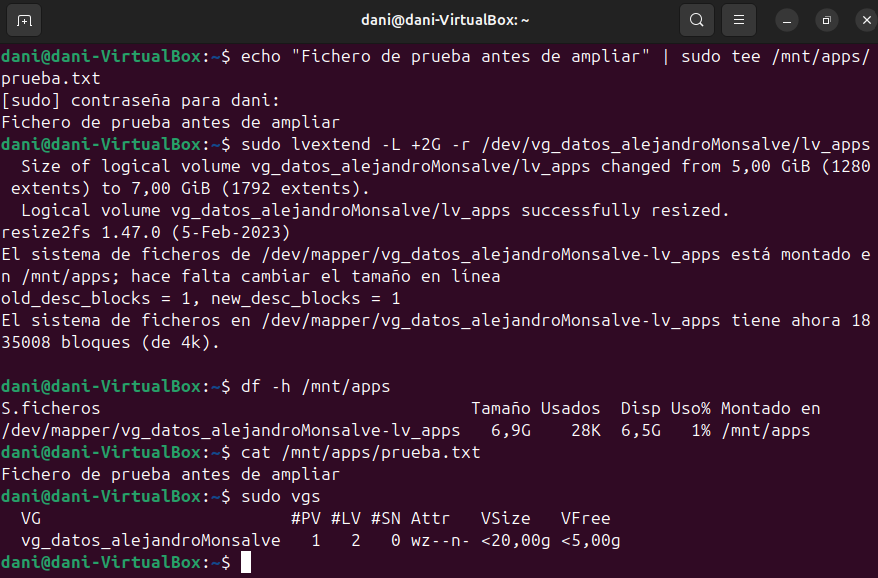 dani@dani-VirtualBox: ~
dani@dani-VirtualBox:~$ echo "Fichero de prueba antes de ampliar" | sudo tee /mnt/apps/
prueba.txt
[sudo] contraseña para dani:
Fichero de prueba antes de ampliar
dani@dani-VirtualBox:~$ sudo lvextend -L +2G -r /dev/vg_datos_alejandroMonsalve/lv_apps
  Size of logical volume vg_datos_alejandroMonsalve/lv_apps changed from 5,00 GiB (1280
 extents) to 7,00 GiB (1792 extents).
  Logical volume vg_datos_alejandroMonsalve/lv_apps successfully resized.
resize2fs 1.47.0 (5-Feb-2023)
El sistema de ficheros de /dev/mapper/vg_datos_alejandroMonsalve-lv_apps está montado e
n /mnt/apps; hace falta cambiar el tamaño en línea
old_desc_blocks = 1, new_desc_blocks = 1
El sistema de ficheros en /dev/mapper/vg_datos_alejandroMonsalve-lv_apps tiene ahora 18
35008 bloques (de 4k).
dani@dani-VirtualBox:~$ df -h /mnt/apps
S.ficheros                                     Tamaño Usados  Disp Uso% Montado en
/dev/mapper/vg_datos_alejandroMonsalve-lv_apps   6,9G    28K  6,5G   1% /mnt/apps
dani@dani-VirtualBox:~$ cat /mnt/apps/prueba.txt
Fichero de prueba antes de ampliar
dani@dani-VirtualBox:~$ sudo vgs
  VG                         #PV #LV #SN Attr   VSize   VFree
  vg_datos_alejandroMonsalve   1   2   0 wz--n- <20,00g <5,00g
dani@dani-VirtualBox:~$